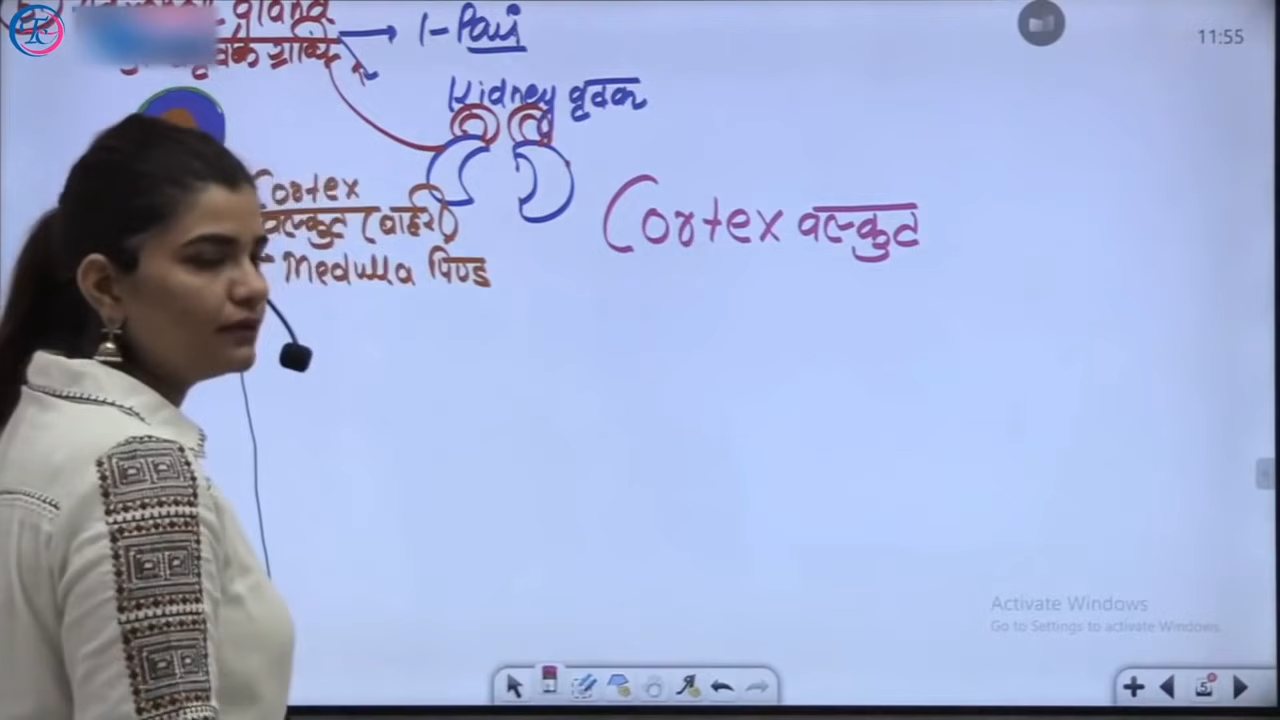 → 1-Pair
Kidney वृक्क
Cortex
वल्कुट (बाहर)
- Medulla पिण्ड
Cortex वल्कुट
11:55
Activate Windows
Go to Settings to activate Windows.
5